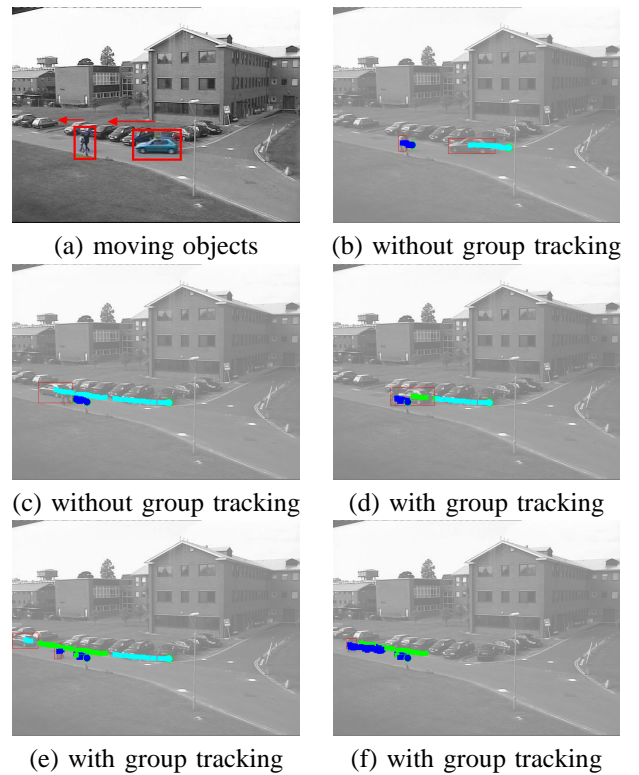 (a) moving objects
(b) without group tracking
(c) without group tracking
(d) with group tracking
(e) with group tracking
(f) with group tracking